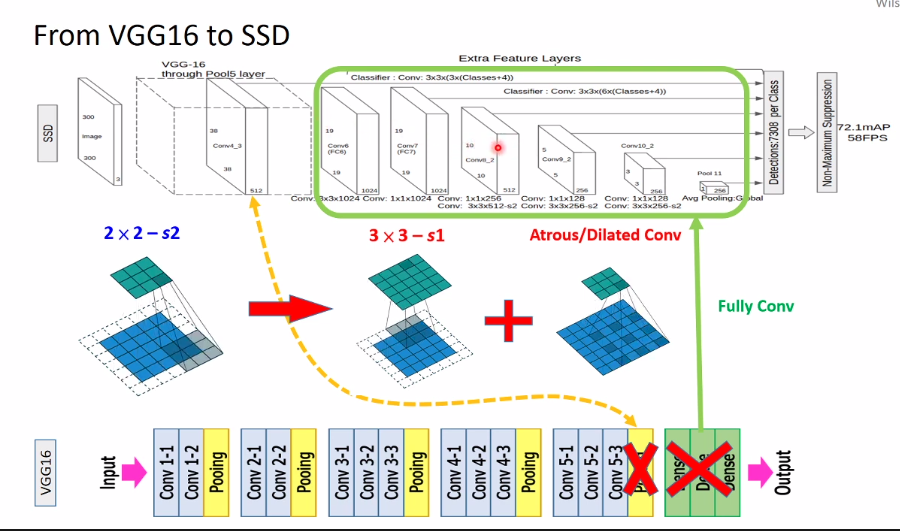 Wils
From VGG16 to SSD
Extra Feature Layers
VGG-16
through Pool5 layer
Classifier : Conv: 3x3x(3x(Classes+4))
Classifier : Conv: 3x3x(6x(Classes+4))
SSD
300
Image
300
3
38
Conv4_3
38
512
19
Conv6
(FC6)
19
1024
19
Conv7
(FC7)
19
1024
10
Conv8_2
10
512
5
Conv9_2
5
256
Conv10_2
3
3
256
Pool 11
1
256
Detections:7308 per Class
Non-Maximum Suppression
72.1mAP
58FPS
Conv: 3x3x1024
Conv: 1x1x1024
Conv: 1x1x256
Conv: 3x3x512-s2
Conv: 1x1x128
Conv: 3x3x256-s2
Conv: 1x1x128
Conv: 3x3x256-s2
Avg Pooling:Global
2 × 2 – s2
3 × 3 – s1
Atrous/Dilated Conv
Fully Conv
VGG16
Input
Conv 1-1
Conv 1-2
Pooing
Conv 2-1
Conv 2-2
Pooing
Conv 3-1
Conv 3-2
Conv 3-3
Pooing
Conv 4-1
Conv 4-2
Conv 4-3
Pooing
Conv 5-1
Conv 5-2
Conv 5-3
Dense
Dense
Dense
Output